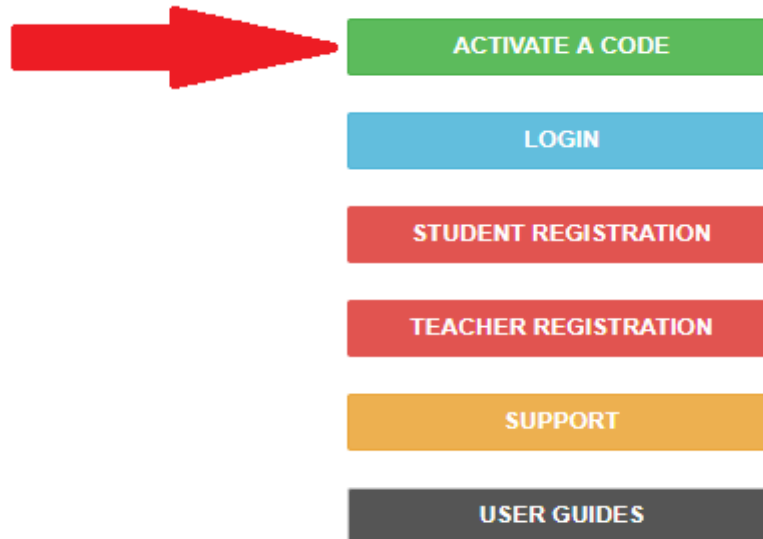 ACTIVATE A CODE
LOGIN
STUDENT REGISTRATION
TEACHER REGISTRATION
SUPPORT
USER GUIDES